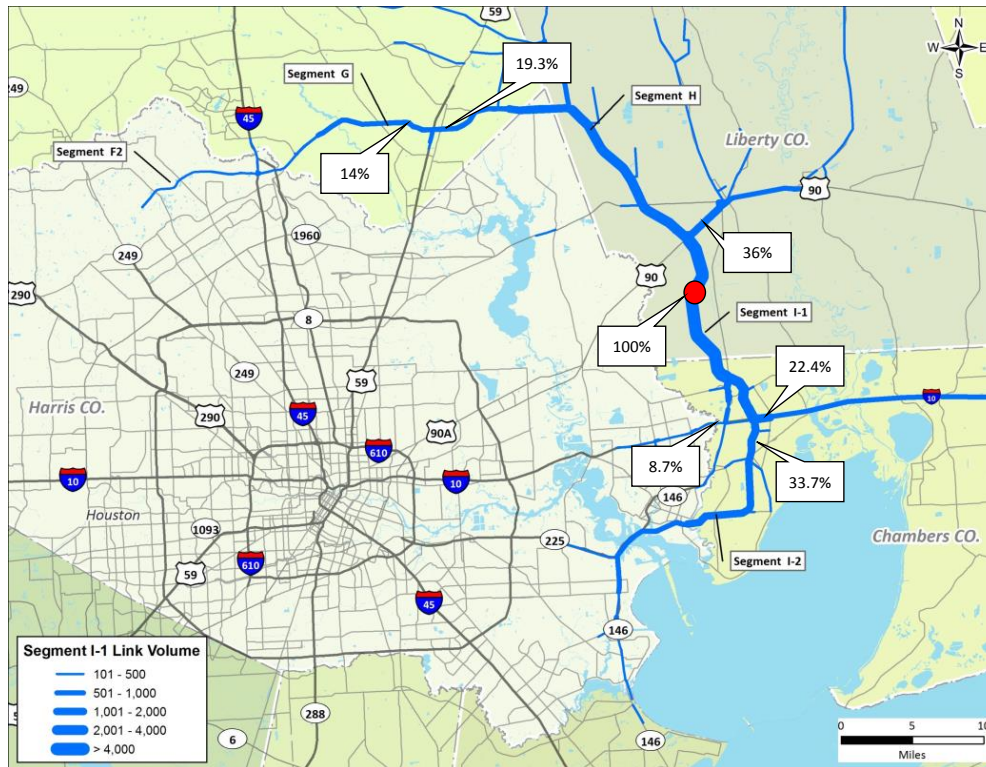 59
N
W E
S
249
45
Segment G
19.3%
Segment H
Liberty CO.
Segment F2
14%
90
249
1960
36%
290
90
8
Segment I-1
100%
249
59
22.4%
Harris CO.
290
45
10
90A
610
8.7%
33.7%
10
10
146
Houston
1093
225
Chambers CO.
59
610
Segment I-2
45
146
Segment I-1 Link Volume
101 - 500
501 - 1,000
1,001 - 2,000
2,001 - 4,000
> 4,000
288
6
146
0 5 10
Miles